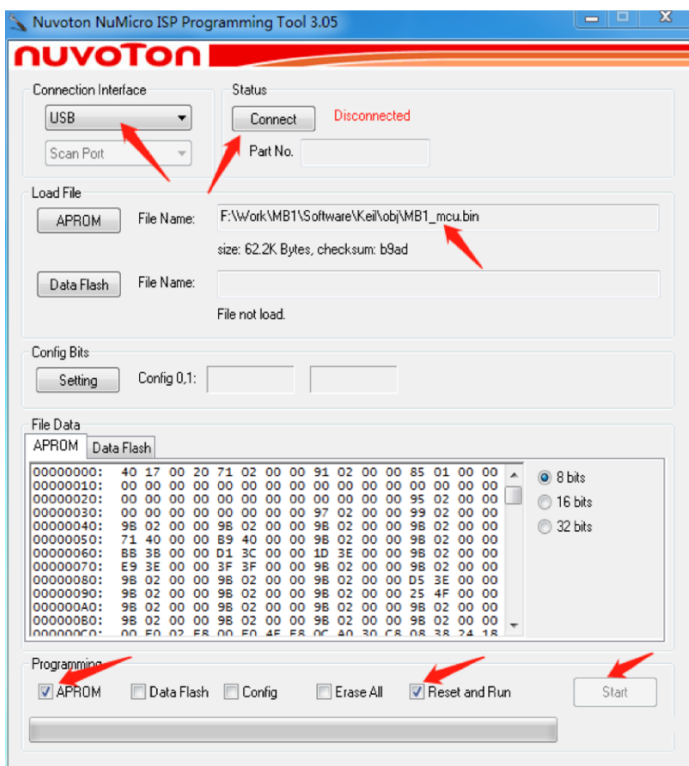 Nuvoton NuMicro ISP Programming Tool 3.05
nuvoTon
Connection Interface
USB
Scan Port
Status
Connect Disconnected
Part No.
Load File
APROM File Name: F:\Work\MB1\Software\Keil\obj\MB1_mcu.bin
size: 62.2K Bytes, checksum: b9ad
Data Flash File Name:
File not load.
Config Bits
Setting Config 0,1:
File Data
APROM Data Flash
00000000: 40 17 00 20 71 02 00 00 91 02 00 00 85 01 00 00
00000010: 00 00 00 00 00 00 00 00 00 00 00 00 00 00 00 00
00000020: 00 00 00 00 00 00 00 00 00 00 00 00 95 02 00 00
00000030: 00 00 00 00 00 00 00 00 97 02 00 00 99 02 00 00
00000040: 9B 02 00 00 9B 02 00 00 9B 02 00 00 9B 02 00 00
00000050: 71 40 00 00 B9 40 00 00 9B 02 00 00 9B 02 00 00
00000060: BB 3B 00 00 D1 3C 00 00 1D 3E 00 00 9B 02 00 00
00000070: E9 3E 00 00 3F 3F 00 00 9B 02 00 00 9B 02 00 00
00000080: 9B 02 00 00 9B 02 00 00 9B 02 00 00 D5 3E 00 00
00000090: 9B 02 00 00 9B 02 00 00 9B 02 00 00 25 4F 00 00
000000A0: 9B 02 00 00 9B 02 00 00 9B 02 00 00 9B 02 00 00
000000B0: 9B 02 00 00 9B 02 00 00 9B 02 00 00 9B 02 00 00
8 bits
16 bits
32 bits
Programming
APROM Data Flash Config Erase All Reset and Run Start